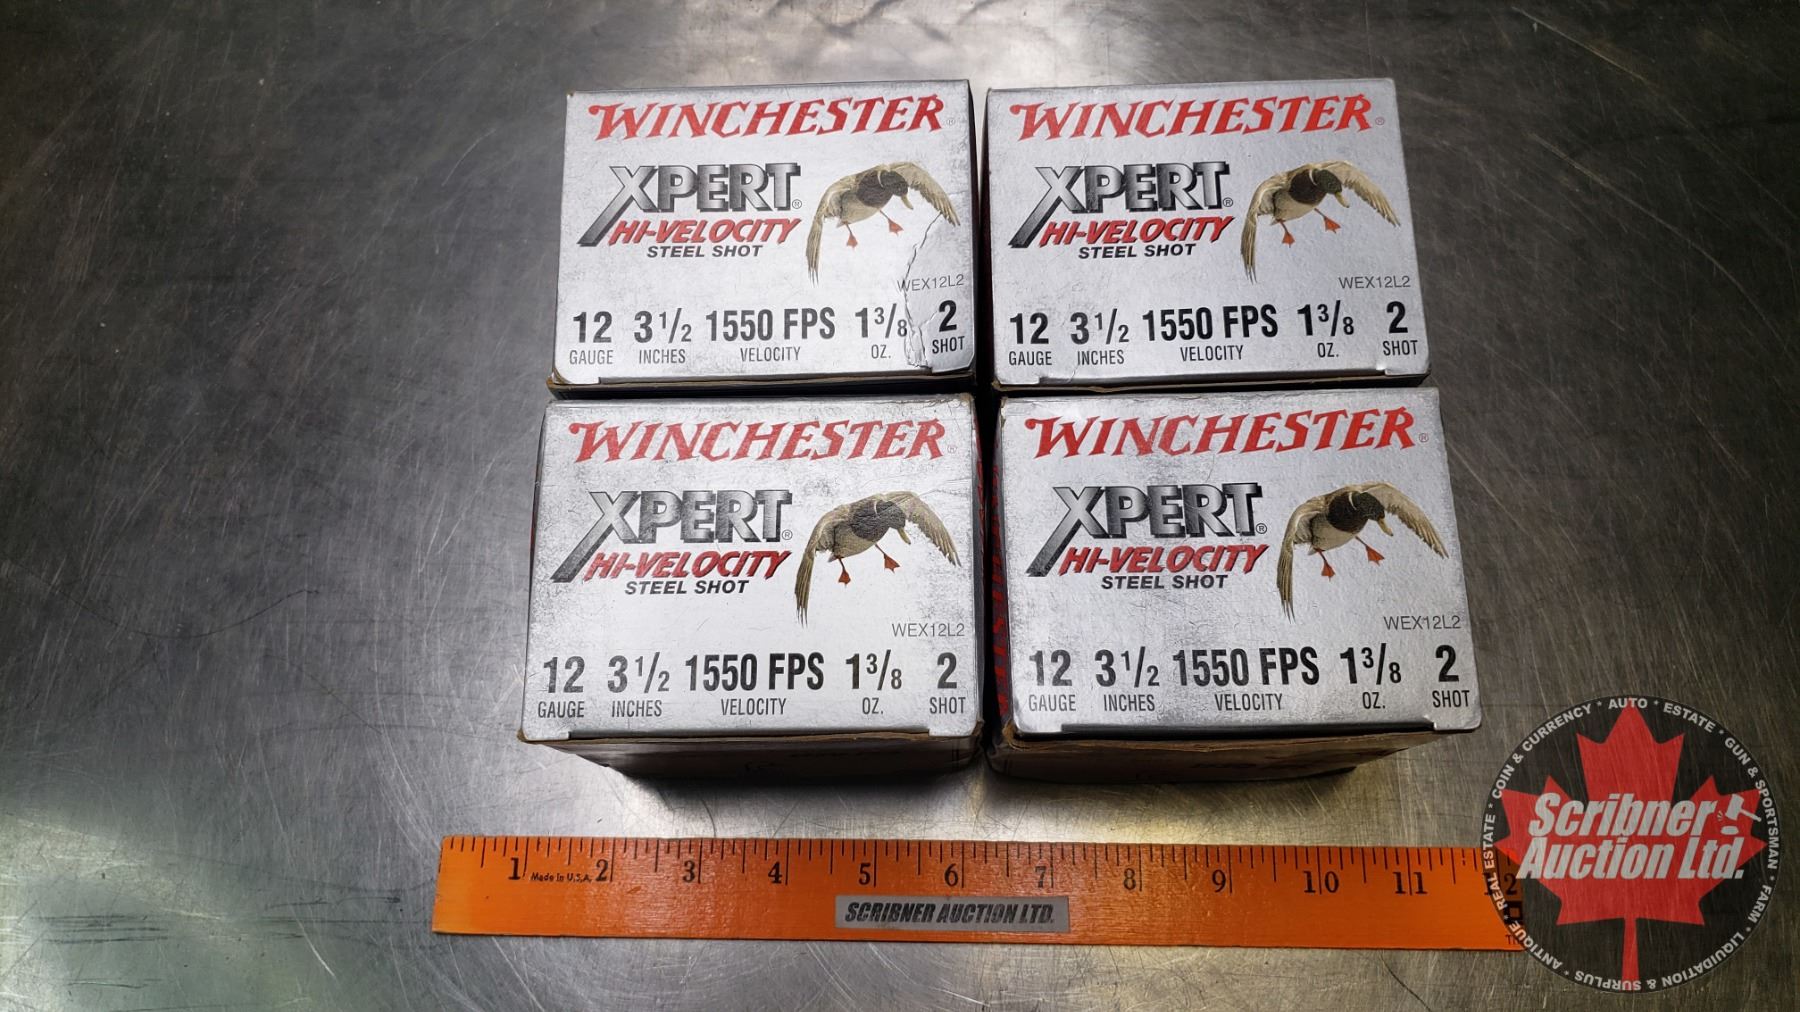 WINCHESTER®
XPERT®
HI-VELOCITY
STEEL SHOT
WEX12L2
12 3 1/2 1550 FPS 1 3/8 2
GAUGE INCHES VELOCITY OZ. SHOT
WINCHESTER®
XPERT®
HI-VELOCITY
STEEL SHOT
WEX12L2
12 3 1/2 1550 FPS 1 3/8 2
GAUGE INCHES VELOCITY OZ. SHOT
WINCHESTER®
XPERT®
HI-VELOCITY
STEEL SHOT
WEX12L2
12 3 1/2 1550 FPS 1 3/8 2
GAUGE INCHES VELOCITY OZ. SHOT
WINCHESTER®
XPERT®
HI-VELOCITY
STEEL SHOT
WEX12L2
12 3 1/2 1550 FPS 1 3/8 2
GAUGE INCHES VELOCITY OZ. SHOT
1 Made in U.S.A. 2 3 4 5 6 7 8 9 10 11 2
SCRIBNER AUCTION LTD.
Scribner
Auction Ltd.
ANTIQUE * REAL ESTATE * COIN & CURRENCY * AUTO * ESTATE * GUN & SPORTSMAN * FARM * LIQUIDATION & SURPLUS *